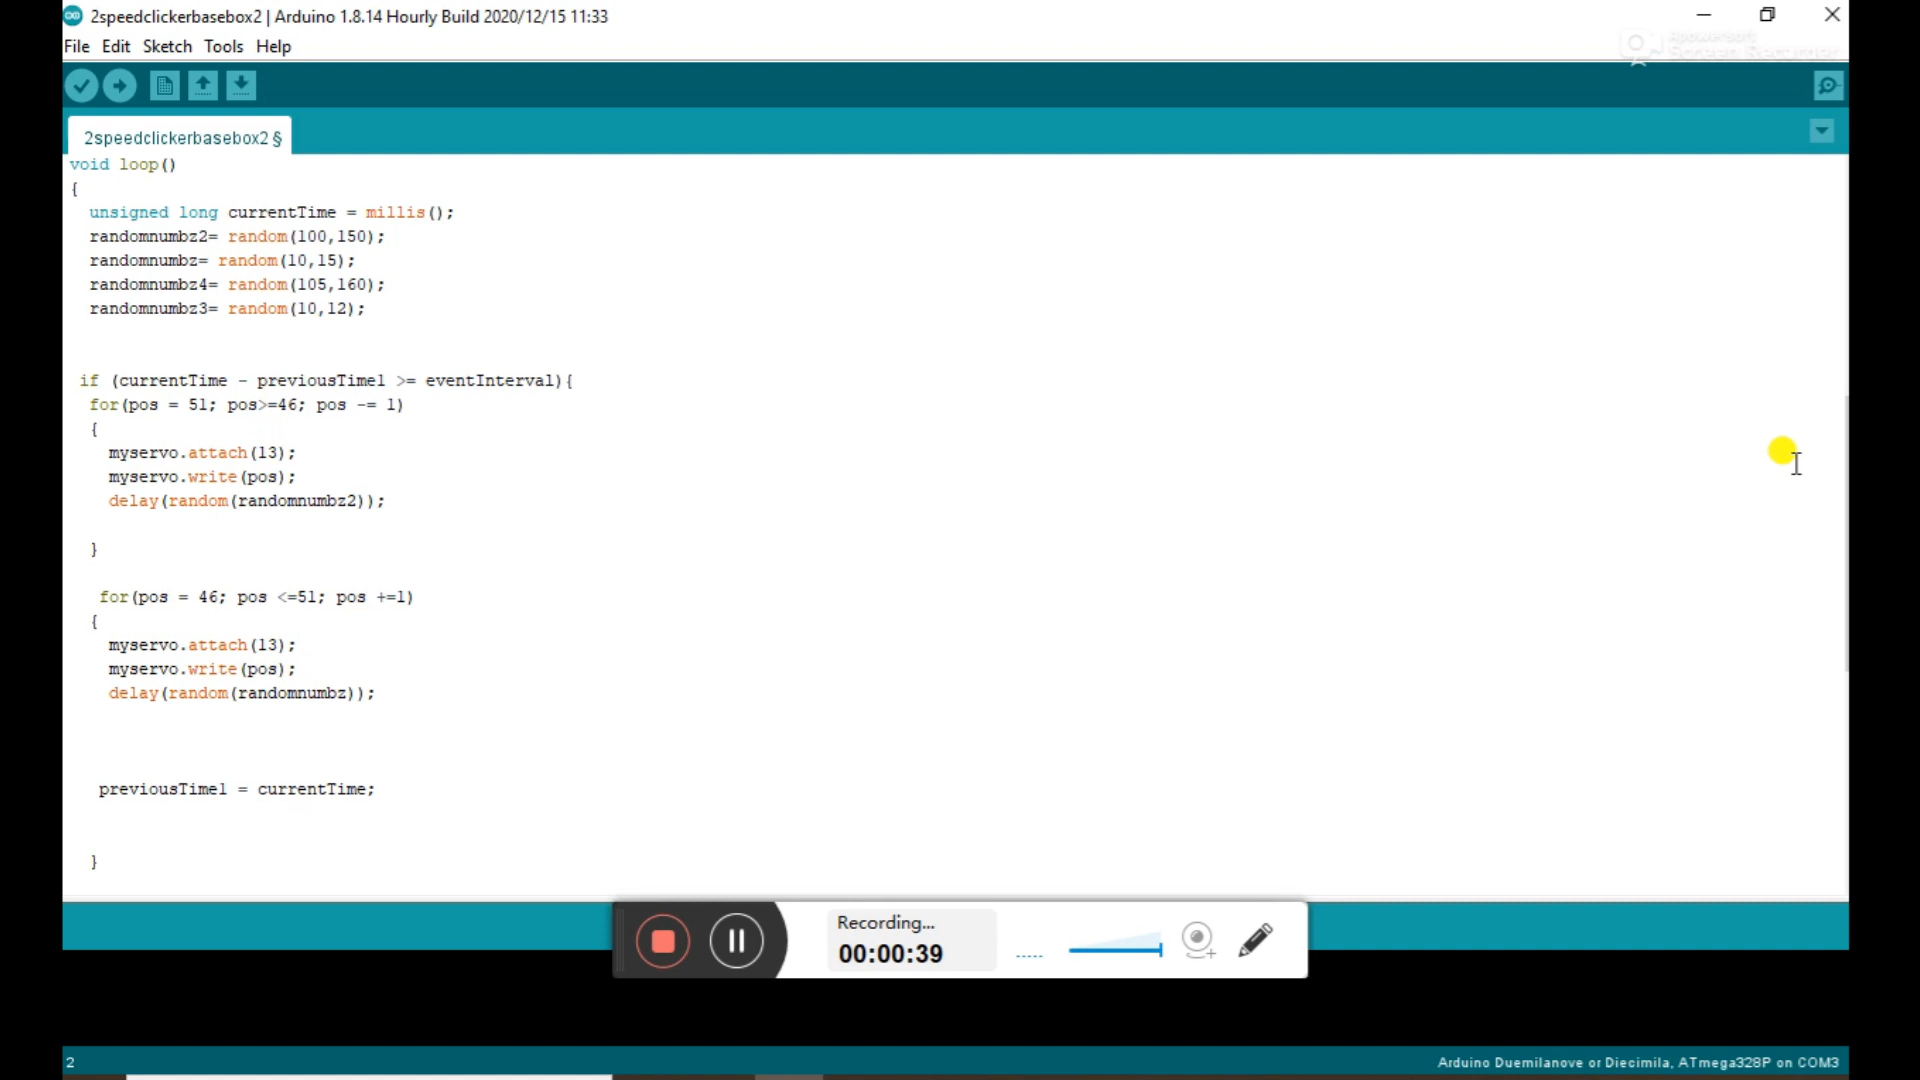 2speedclickerbasebox2 | Arduino 1.8.14 Hourly Build 2020/12/15 11:33
File Edit Sketch Tools Help
Apowersoft
Screen Recorder
2speedclickerbasebox2 §
void loop()
{
unsigned long currentTime = millis();
randomnumbz2= random(100,150);
randomnumbz= random(10,15);
randomnumbz4= random(105,160);
randomnumbz3= random(10,12);
if (currentTime - previousTime1 >= eventInterval){
for(pos = 51; pos>=46; pos -= 1)
{
myservo.attach(13);
myservo.write(pos);
delay(random(randomnumbz2));
}
for(pos = 46; pos <=51; pos +=1)
{
myservo.attach(13);
myservo.write(pos);
delay(random(randomnumbz));
previousTime1 = currentTime;
}
Recording...
00:00:39
2
Arduino Duemilanove or Diecimila, ATmega328P on COM3